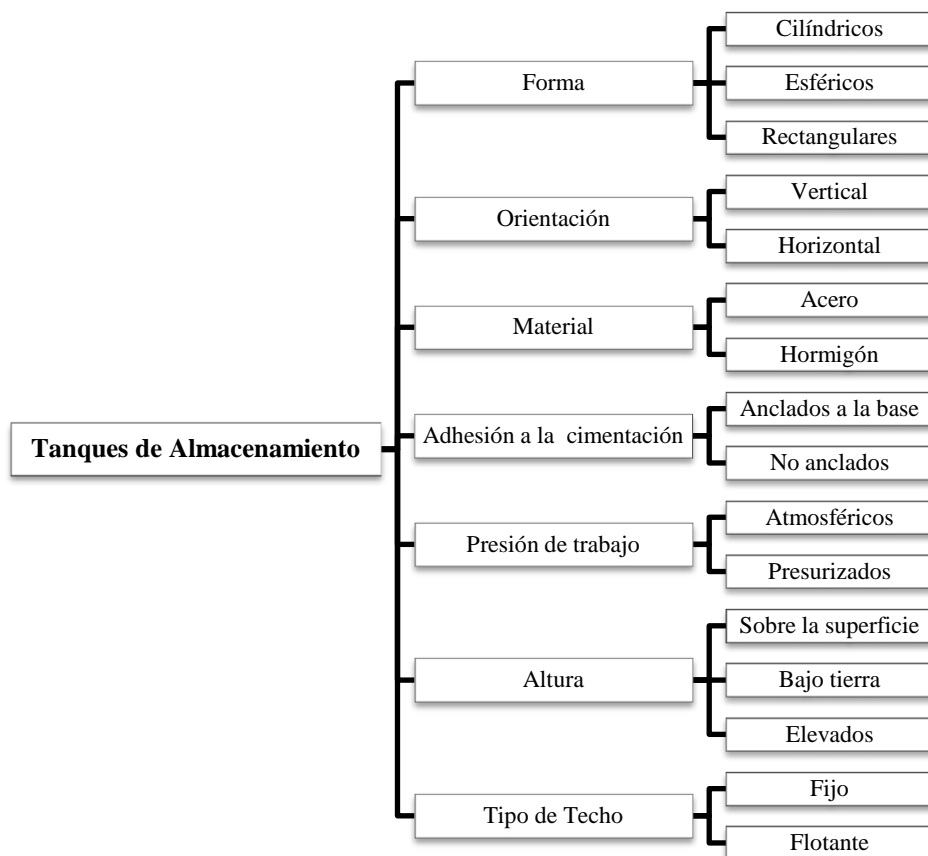 Tanques de Almacenamiento
Forma
Cilíndricos
Esféricos
Rectangulares
Orientación
Vertical
Horizontal
Material
Acero
Hormigón
Adhesión a la cimentación
Anclados a la base
No anclados
Presión de trabajo
Atmosféricos
Presurizados
Altura
Sobre la superficie
Bajo tierra
Elevados
Tipo de Techo
Fijo
Flotante